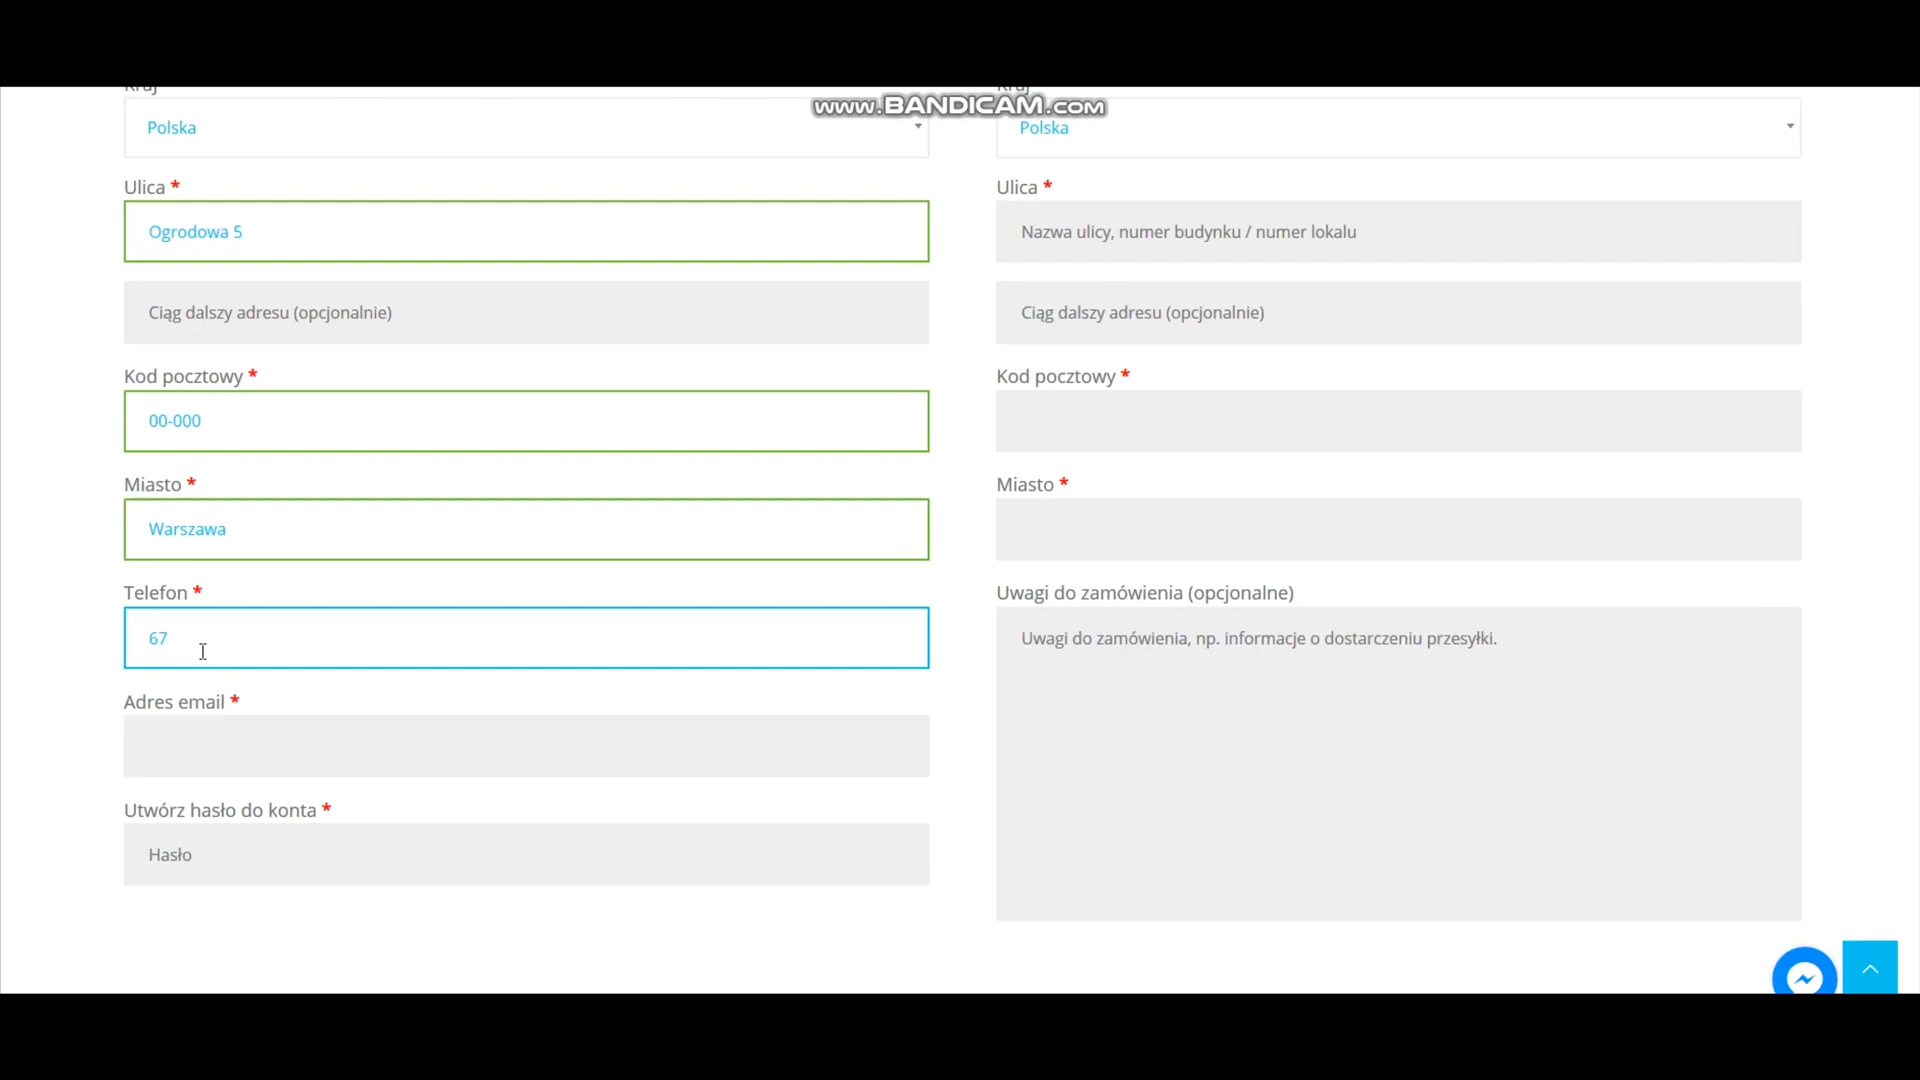 Kraj
Polska
Ulica *
Ogrodowa 5
Ciąg dalszy adresu (opcjonalnie)
Kod pocztowy *
00-000
Miasto *
Warszawa
Telefon *
67
Adres email *
Utwórz hasło do konta *
Hasło
www.BANDICAM.com
Kraj
Polska
Ulica *
Nazwa ulicy, numer budynku / numer lokalu
Ciąg dalszy adresu (opcjonalnie)
Kod pocztowy *
Miasto *
Uwagi do zamówienia (opcjonalne)
Uwagi do zamówienia, np. informacje o dostarczeniu przesyłki.